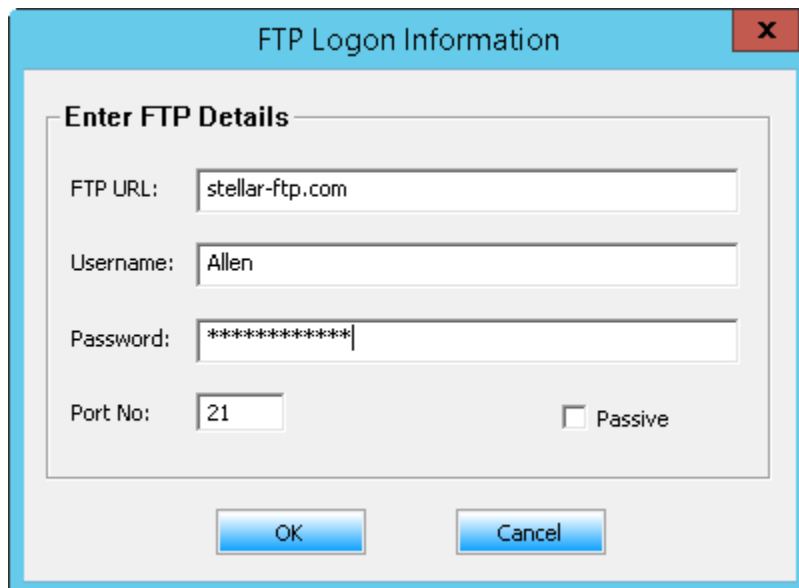 FTP Logon Information
x
Enter FTP Details
FTP URL: stellar-ftp.com
Username: Allen
Password: ************
Port No: 21 Passive
OK Cancel